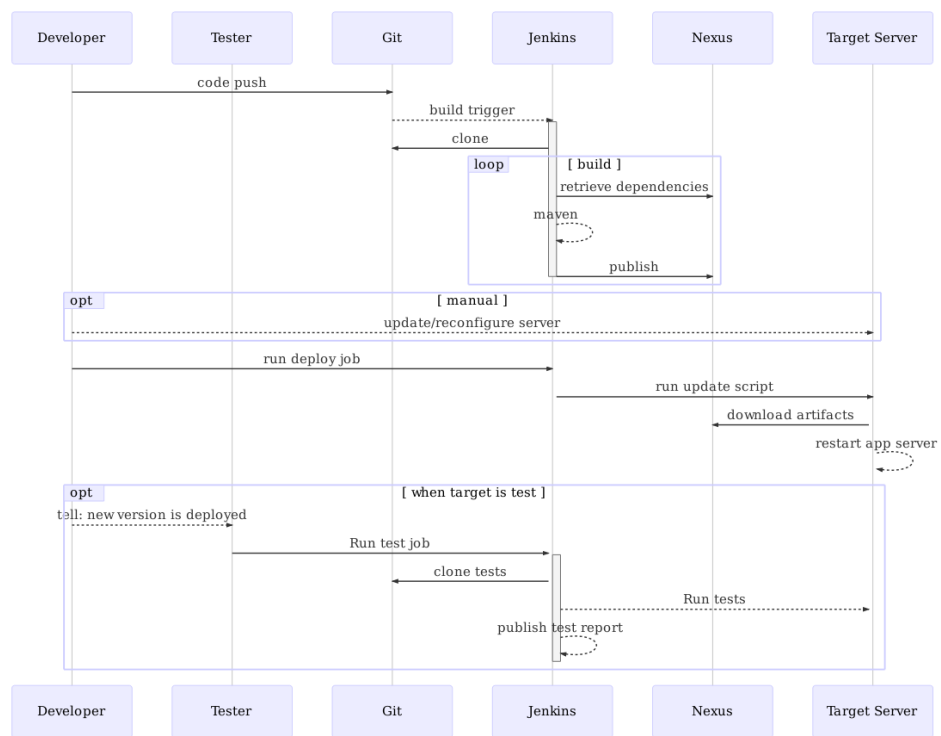 Developer Tester Git Jenkins Nexus Target Server
code push
build trigger
clone
loop [ build ]
retrieve dependencies
maven
publish
opt [ manual ]
update/reconfigure server
run deploy job
run update script
download artifacts
restart app server
opt [ when target is test ]
tell: new version is deployed
Run test job
clone tests
Run tests
publish test report
Developer Tester Git Jenkins Nexus Target Server